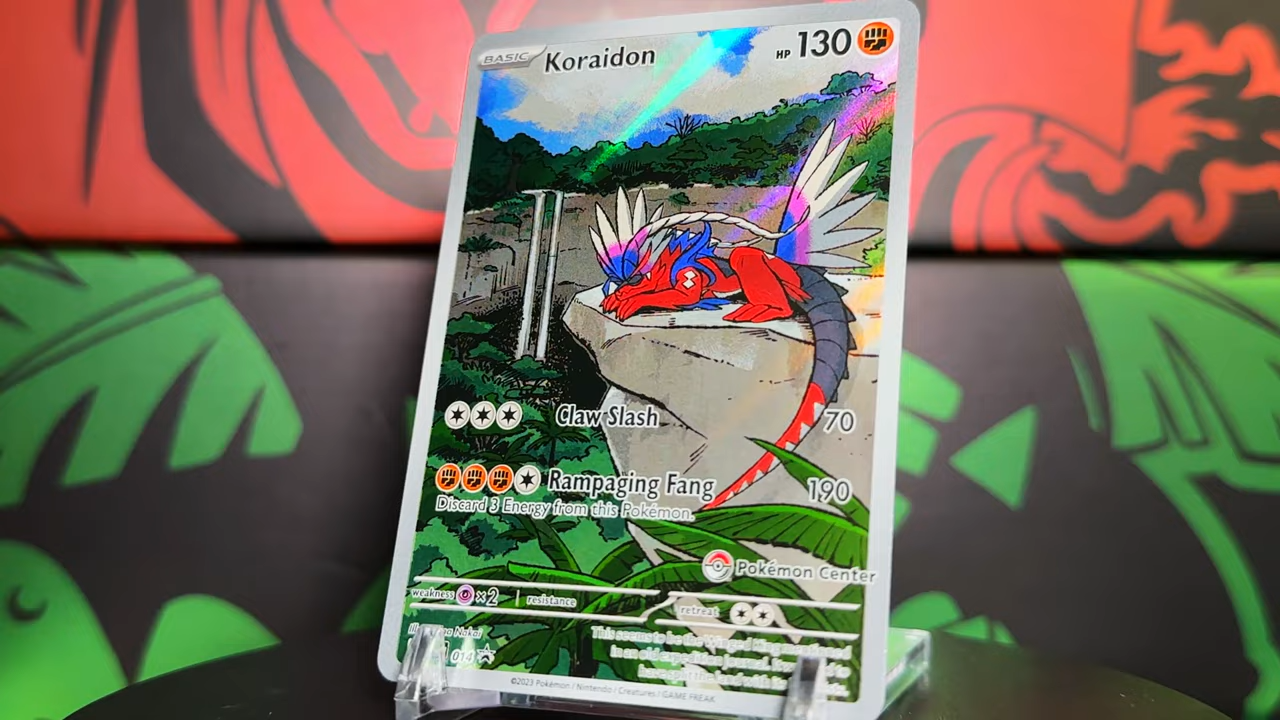 BASIC Koraidon HP 130
Claw Slash 70
Rampaging Fang 190
Discard 3 Energy from this Pokémon.
Pokémon Center
weakness ×2 resistance retreat
Nakai
This seems to be the Winged King mentioned
in an old expedition journal.
014
©2023 Pokémon / Nintendo / Creatures / GAME FREAK